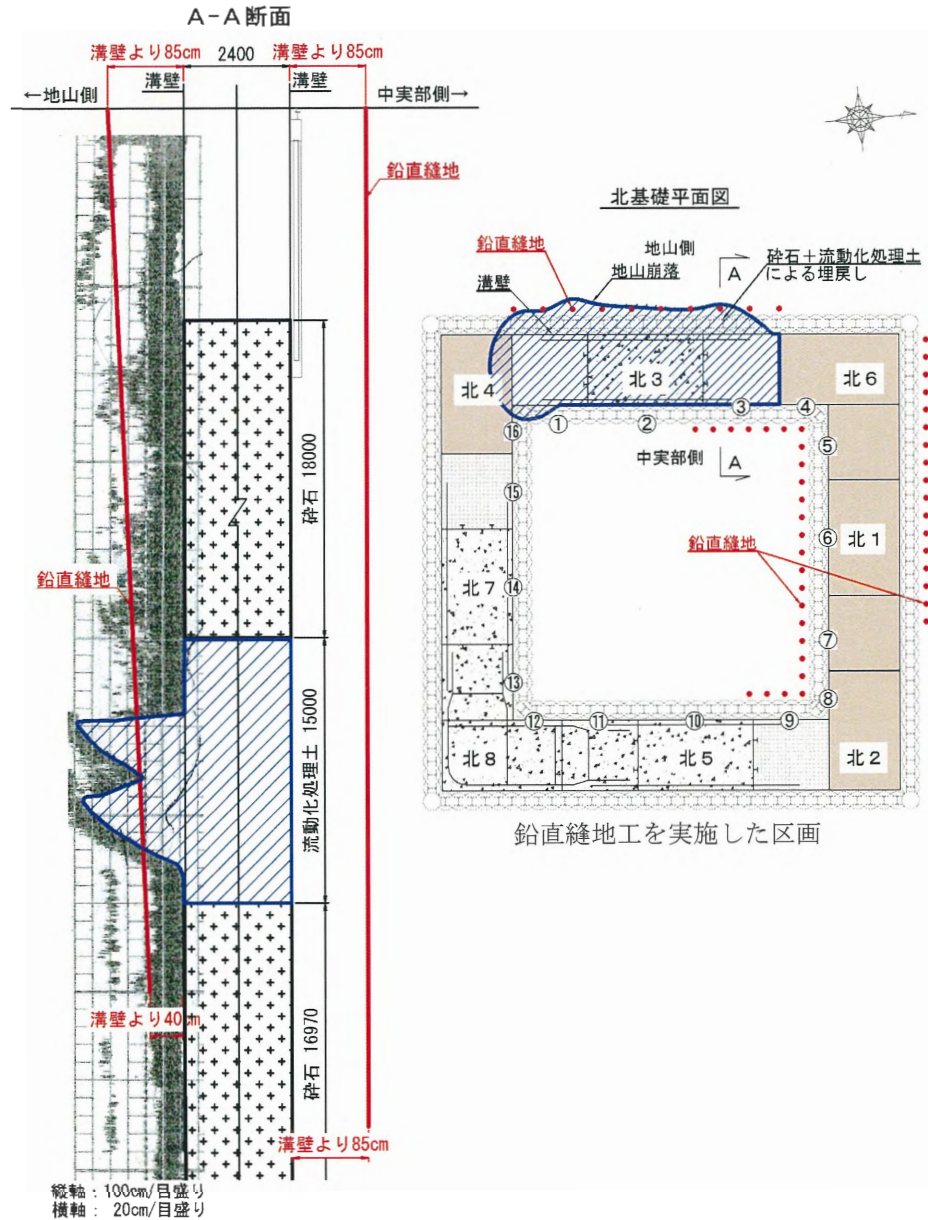 A-A断面
溝壁より85cm
2400
溝壁より85cm
溝壁
溝壁
←地山側
中実部側→
鉛直縫地
砕石 18000
鉛直縫地
流動化処理土 15000
溝壁より40cm
砕石 16970
溝壁より85cm
縦軸：100cm/目盛り
横軸： 20cm/目盛り
北基礎平面図
鉛直縫地
地山側
地山崩落
溝壁
A
砕石+流動化処理土
による埋戻し
北4
北3
北6
①
②
③
④
⑤
⑯
中実部側
A
⑮
鉛直縫地
⑥
北1
北7
⑭
⑦
⑬
⑧
⑫
⑪
⑩
⑨
北8
北5
北2
鉛直縫地工を実施した区画